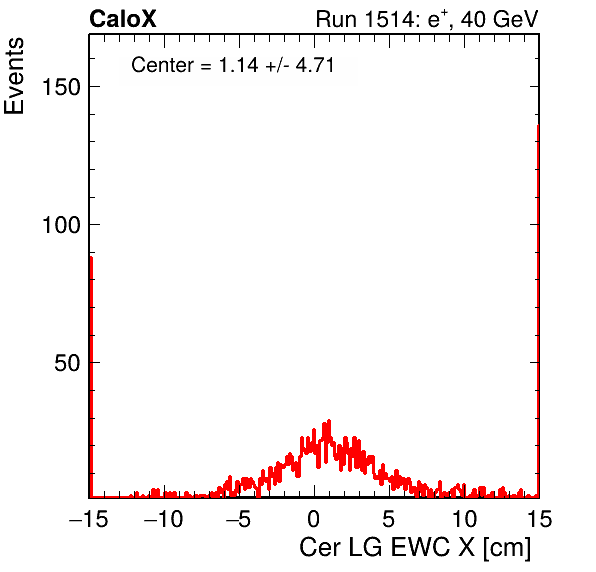 CaloX Run 1514: e⁺, 40 GeV
Events
Center = 1.14 +/- 4.71
150
100
50
−15 −10 −5 0 5 10 15
Cer LG EWC X [cm]